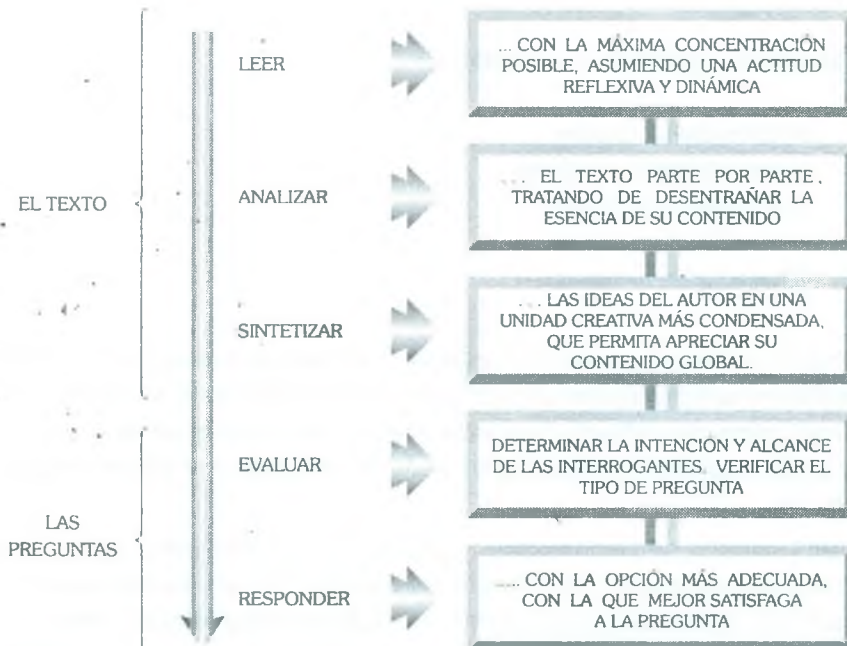 LEER
... CON LA MÁXIMA CONCENTRACIÓN
POSIBLE, ASUMIENDO UNA ACTITUD
REFLEXIVA Y DINÁMICA
EL TEXTO
ANALIZAR
... EL TEXTO PARTE POR PARTE,
TRATANDO DE DESENTRAÑAR LA
ESENCIA DE SU CONTENIDO
SINTETIZAR
... LAS IDEAS DEL AUTOR EN UNA
UNIDAD CREATIVA MÁS CONDENSADA,
QUE PERMITA APRECIAR SU
CONTENIDO GLOBAL.
LAS
PREGUNTAS
EVALUAR
DETERMINAR LA INTENCION Y ALCANCE
DE LAS INTERROGANTES, VERIFICAR EL
TIPO DE PREGUNTA
RESPONDER
.... CON LA OPCIÓN MÁS ADECUADA,
CON LA QUE MEJOR SATISFAGA
A LA PREGUNTA